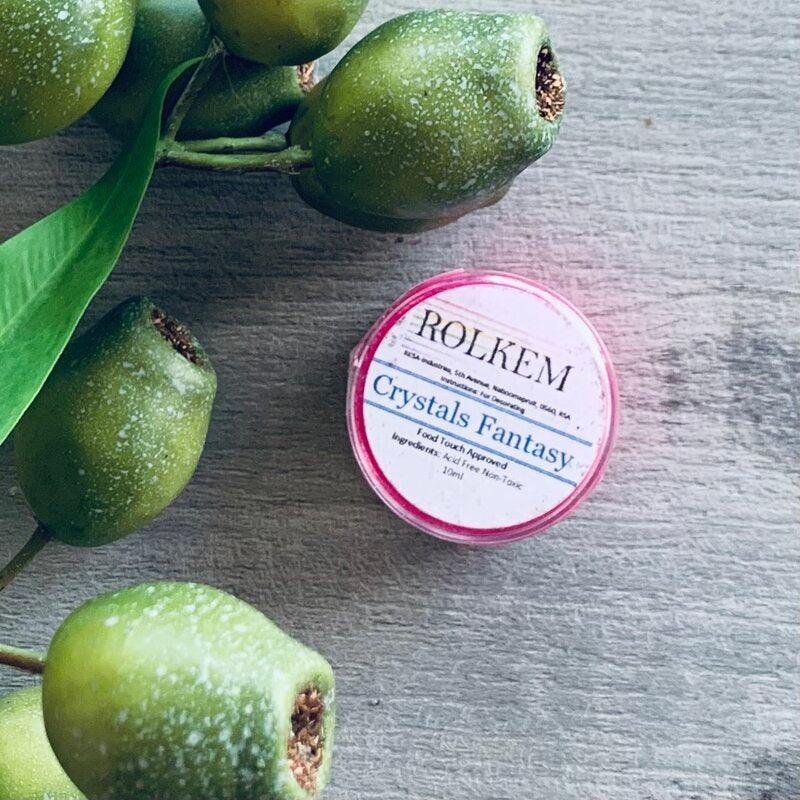 ROLKEM
RESA-Industries, 5th Avenue, Naboomspruit, 0560, RSA
Instructions: For Decorating
Crystals Fantasy
Food Touch Approved
Ingredients: Acid Free Non-Toxic
10ml